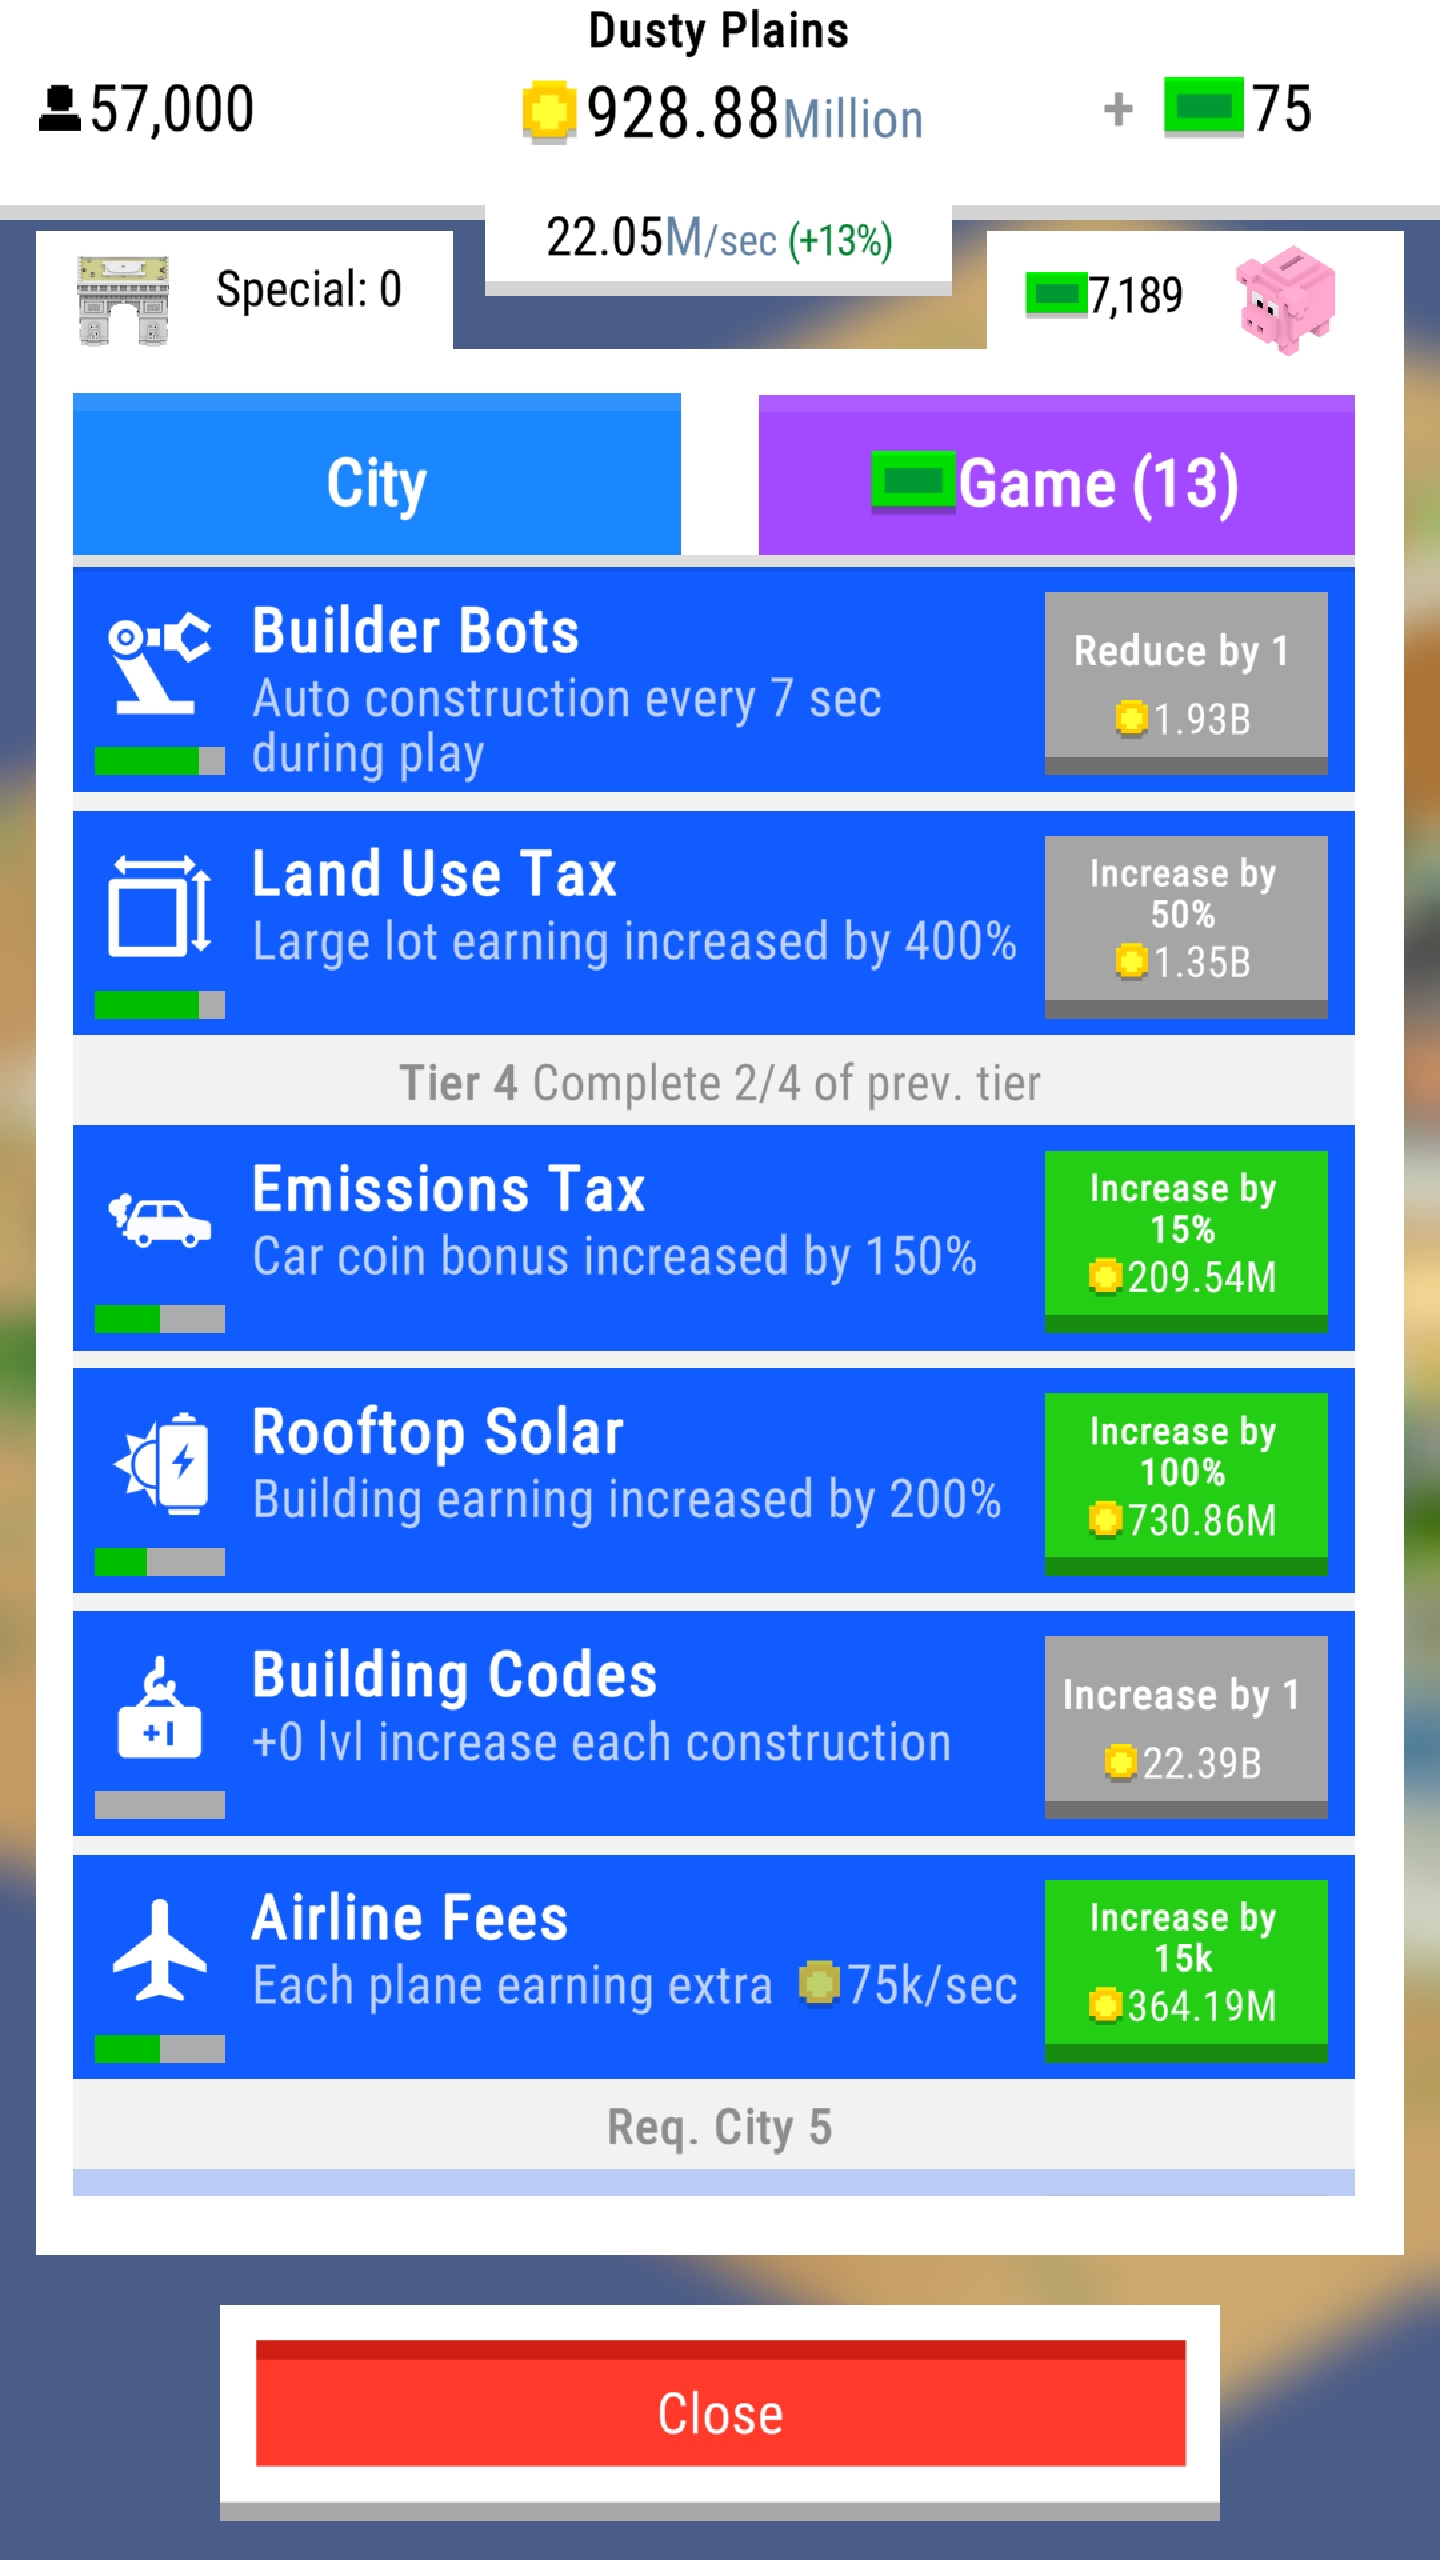 Dusty Plains
57,000
928.88Million
+ 75
22.05M/sec (+13%)
Special: 0
7,189
City
Game (13)
Builder Bots
Auto construction every 7 sec
during play
Reduce by 1
1.93B
Land Use Tax
Large lot earning increased by 400%
Increase by
50%
1.35B
Tier 4 Complete 2/4 of prev. tier
Emissions Tax
Car coin bonus increased by 150%
Increase by
15%
209.54M
Rooftop Solar
Building earning increased by 200%
Increase by
100%
730.86M
Building Codes
+0 lvl increase each construction
+1
Increase by 1
22.39B
Airline Fees
Each plane earning extra 75k/sec
Increase by
15k
364.19M
Req. City 5
Close